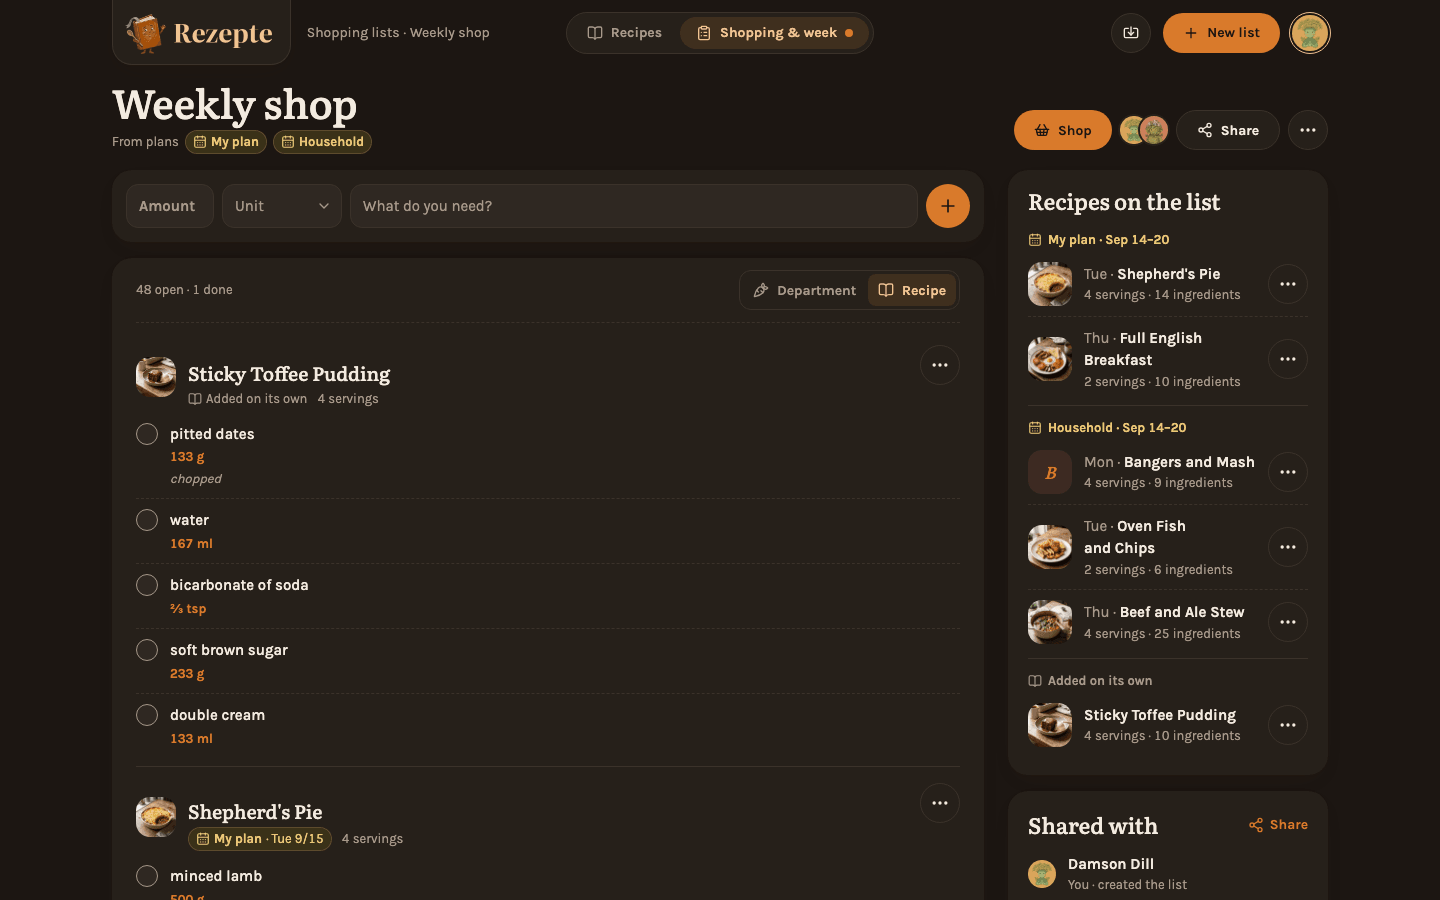 Rezepte
Shopping lists · Weekly shop
Recipes
Shopping & week
New list
Weekly shop
From plans
My plan
Household
Shop
Share
Amount
Unit
What do you need?
48 open · 1 done
Department
Recipe
Sticky Toffee Pudding
Added on its own 4 servings
pitted dates
133 g
chopped
water
167 ml
bicarbonate of soda
⅔ tsp
soft brown sugar
233 g
double cream
133 ml
Shepherd's Pie
My plan · Tue 9/15 4 servings
minced lamb
500 g
Recipes on the list
My plan · Sep 14–20
Tue · Shepherd's Pie
4 servings · 14 ingredients
Thu · Full English
Breakfast
2 servings · 10 ingredients
Household · Sep 14–20
B
Mon · Bangers and Mash
4 servings · 9 ingredients
Tue · Oven Fish
and Chips
2 servings · 6 ingredients
Thu · Beef and Ale Stew
4 servings · 25 ingredients
Added on its own
Sticky Toffee Pudding
4 servings · 10 ingredients
Shared with
Share
Damson Dill
You · created the list